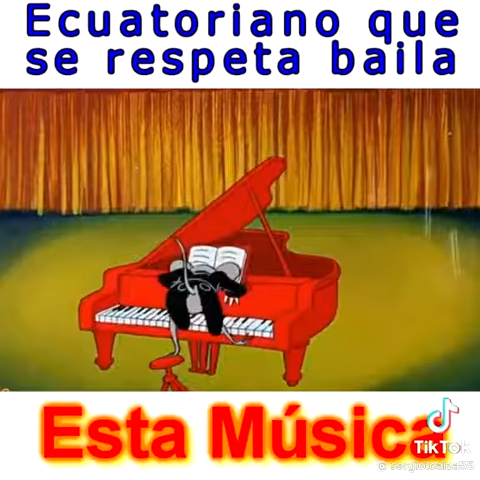 Ecuatoriano que
se respeta baila
Esta Música
TikTok